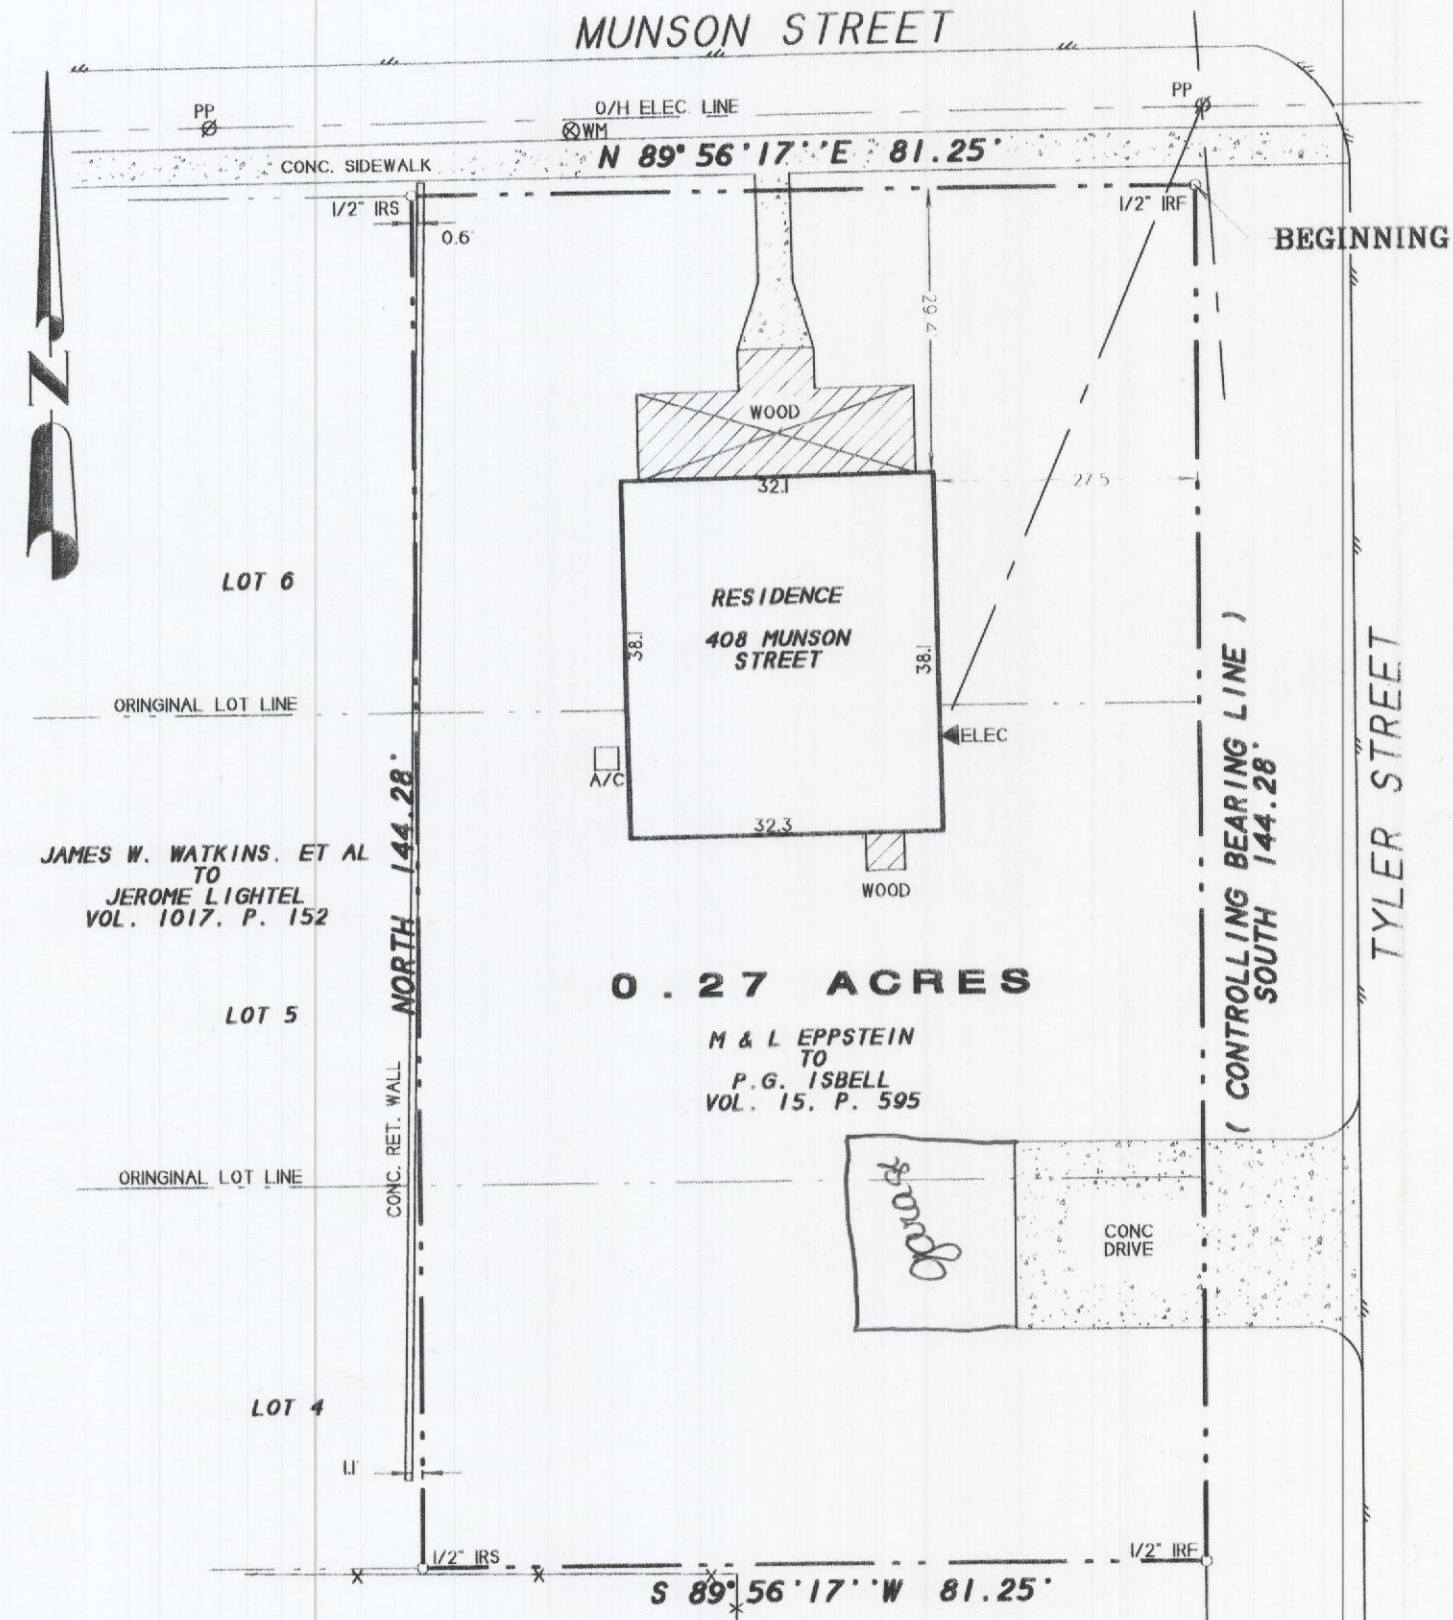 MUNSON STREET
PP
PP
O/H ELEC. LINE
WM
N 89° 56 '17''E 81.25'
CONC. SIDEWALK
1/2" IRS
1/2" IRF
0.6'
BEGINNING
29.4
N
WOOD
32.1
27.5
LOT 6
RESIDENCE
408 MUNSON
STREET
38.1
38.1
ORINGINAL LOT LINE
ELEC
A/C
32.3
WOOD
( CONTROLLING BEARING LINE )
SOUTH 144.28'
TYLER STREET
NORTH 144.28'
JAMES W. WATKINS. ET AL
TO
JEROME LIGHTEL
VOL. 1017. P. 152
0.27 ACRES
LOT 5
M & L EPPSTEIN
TO
P.G. ISBELL
VOL. 15. P. 595
CONC. RET. WALL
ORINGINAL LOT LINE
CONC
DRIVE
LOT 4
1.1'
1/2" IRS
1/2" IRF
S 89° 56 '17''W 81.25'